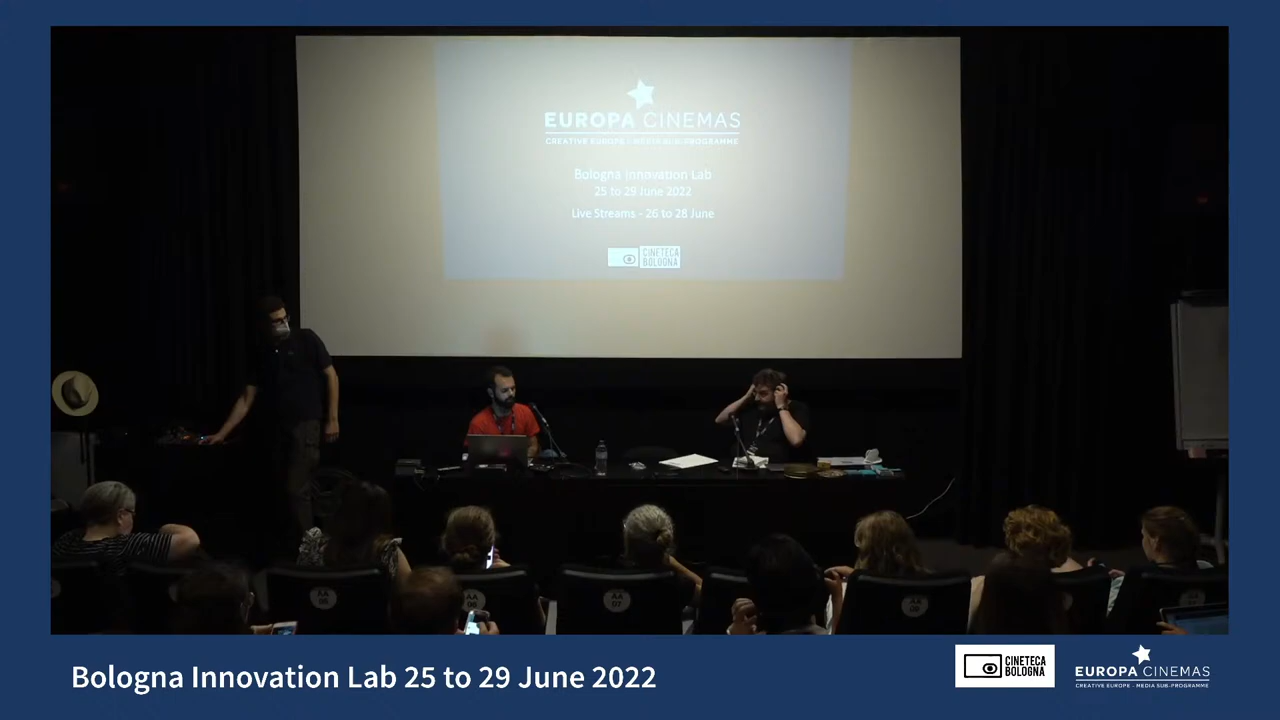 EUROPA CINEMAS
CREATIVE EUROPE - MEDIA SUB-PROGRAMME
Bologna Innovation Lab
25 to 29 June 2022
Live Streams - 26 to 28 June
CINETECA
BOLOGNA
AA
07
Bologna Innovation Lab 25 to 29 June 2022
CINETECA
BOLOGNA
EUROPA CINEMAS
CREATIVE EUROPE - MEDIA SUB-PROGRAMME